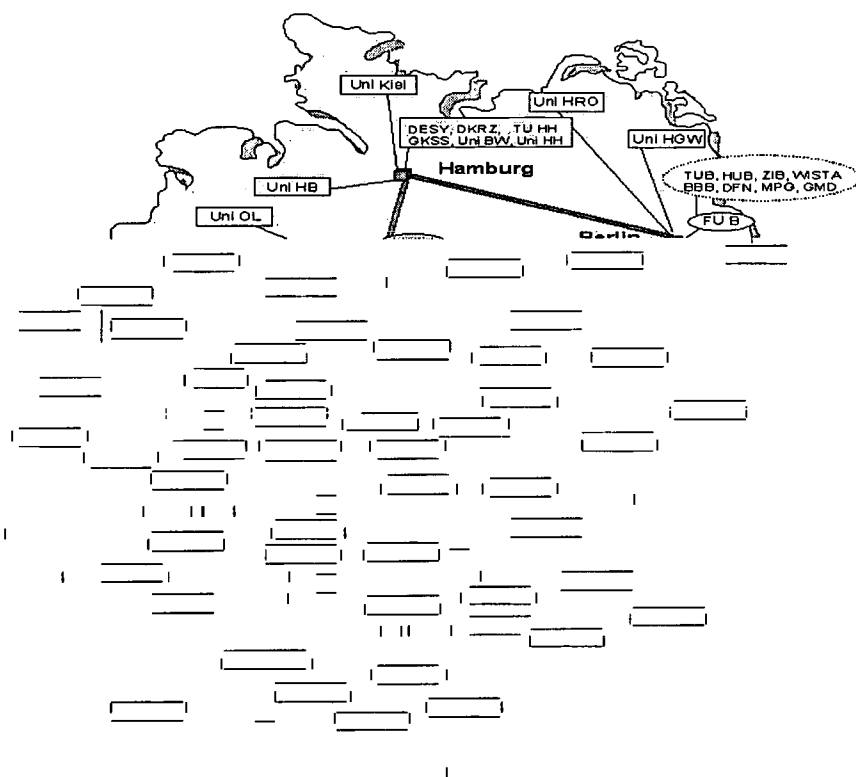 Uni Kiel
Uni HRO
DESY, DKRZ, TU HH
GKSS, Uni BW, Uni HH
Uni HGW
Hamburg
TUB, HUB, ZIB, WISTA
BBB, DFN, MPG, GMD
Uni HB
Uni OL
FU B
Berlin